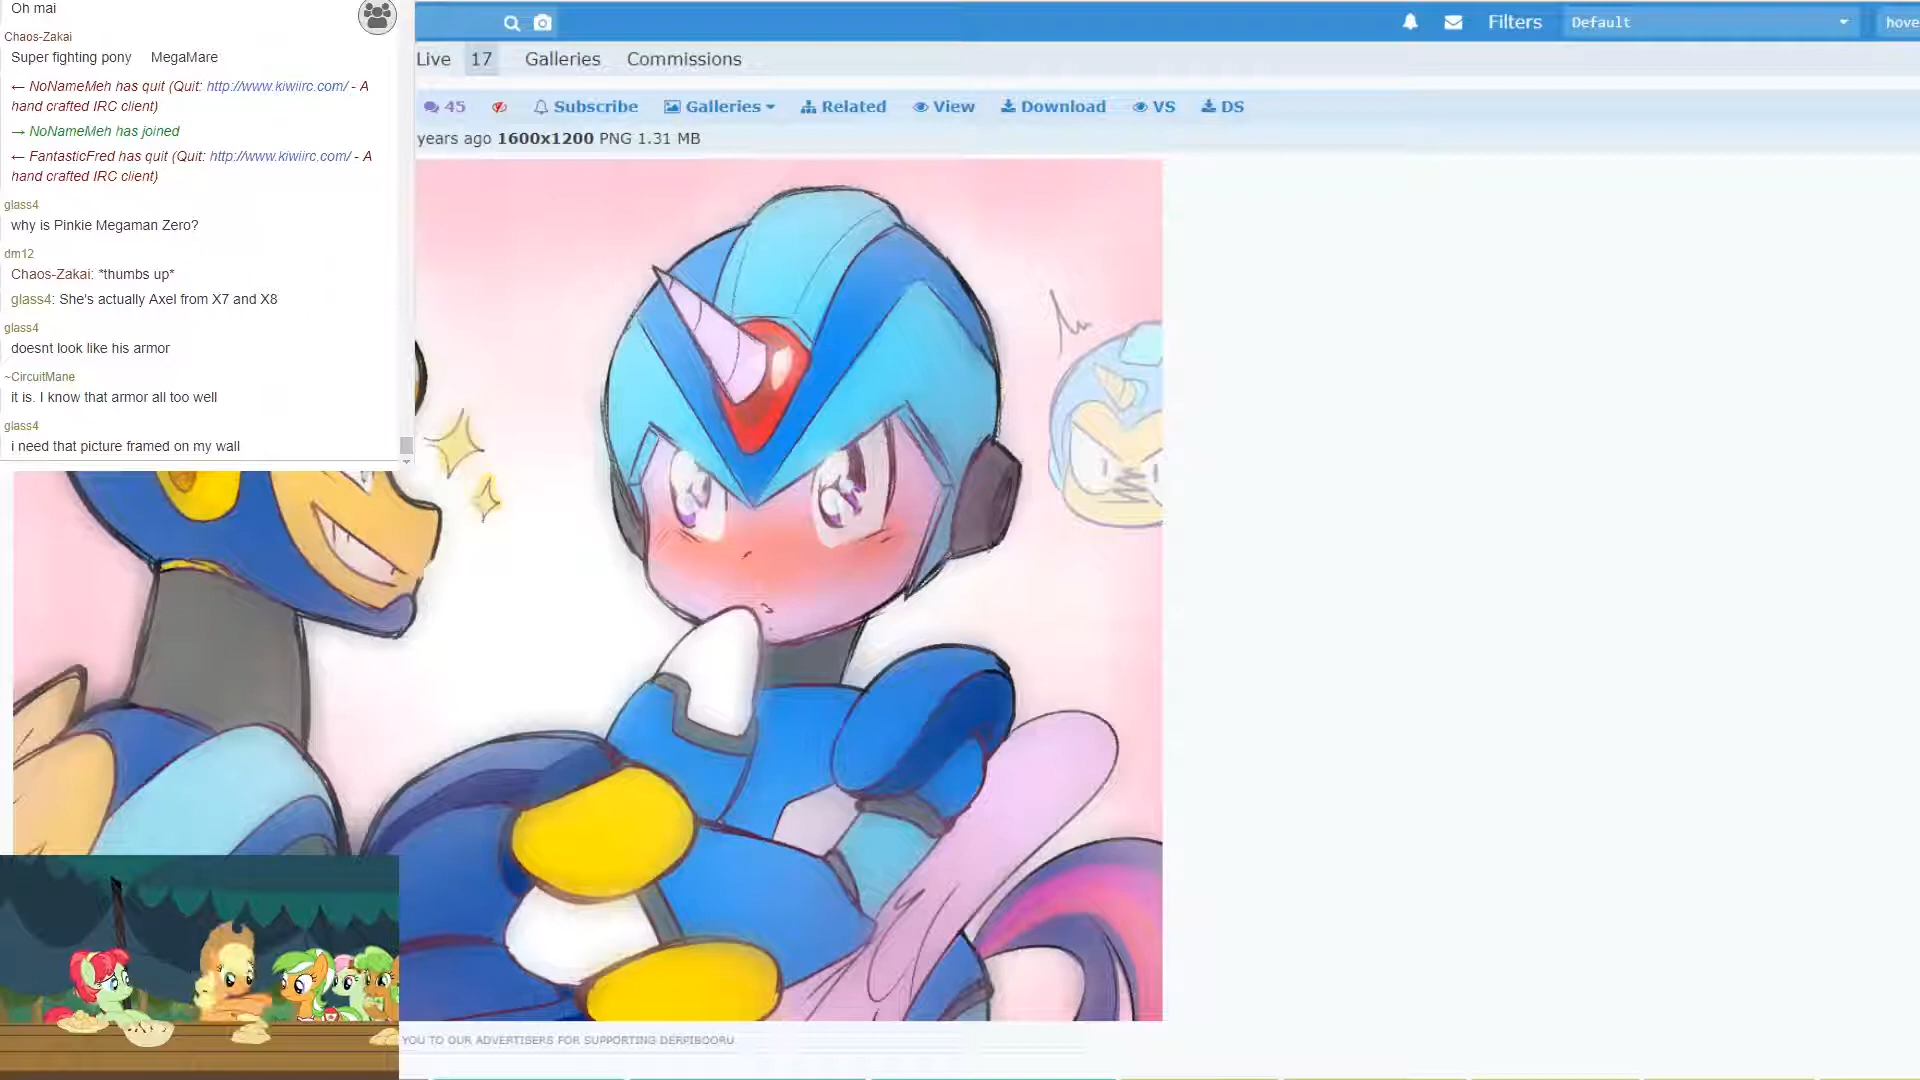 Oh mai
Chaos-Zakai
Super fighting pony MegaMare
← NoNameMeh has quit (Quit: http://www.kiwiirc.com/ - A
hand crafted IRC client)
→ NoNameMeh has joined
← FantasticFred has quit (Quit: http://www.kiwiirc.com/ - A
hand crafted IRC client)
glass4
why is Pinkie Megaman Zero?
dm12
Chaos-Zakai: *thumbs up*
glass4: She's actually Axel from X7 and X8
glass4
doesnt look like his armor
~CircuitMane
it is. I know that armor all too well
glass4
i need that picture framed on my wall
Filters Default hove
Live 17 Galleries Commissions
45 Subscribe Galleries Related View Download VS DS
years ago 1600x1200 PNG 1.31 MB
YOU TO OUR ADVERTISERS FOR SUPPORTING DERPIBOORU